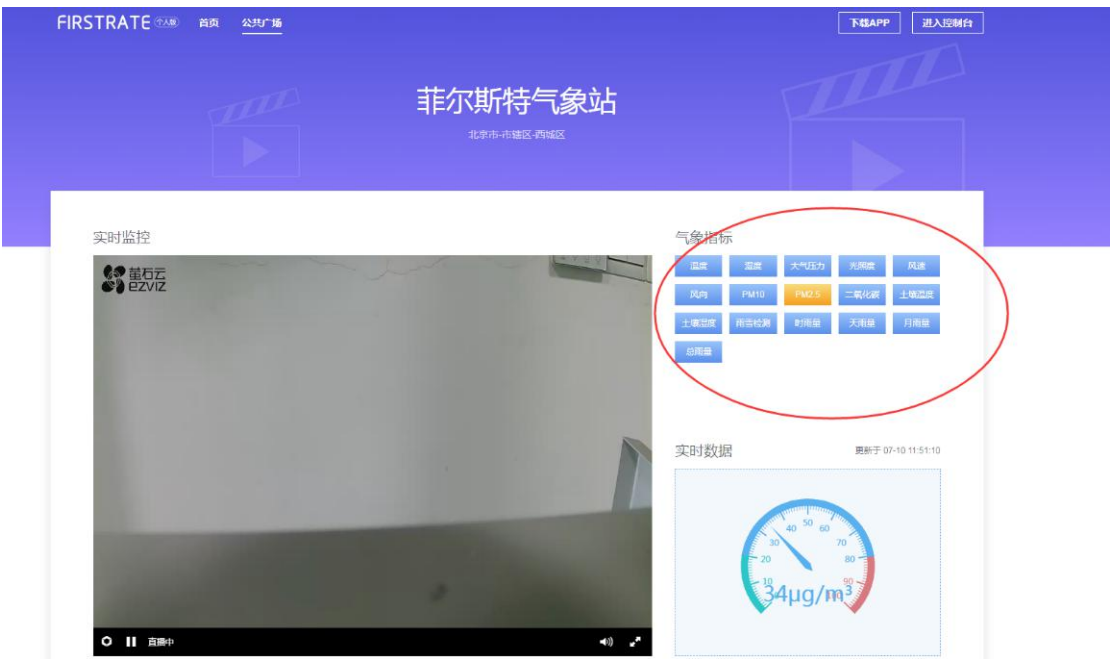 FIRSTRATE 个人版 首页 公共广场 下载APP 进入控制台
菲尔斯特气象站
北京市-市辖区-西城区
实时监控
萤石云
ezviz
直播中
气象指标
温度 湿度 大气压力 光照度 风速
风向 PM10 PM2.5 二氧化碳 土壤温度
土壤湿度 雨雪检测 时雨量 天雨量 月雨量
总雨量
实时数据 更新于 07-10 11:51:10
40 50 60
30 70
20 80
10 90
100
34μg/m³